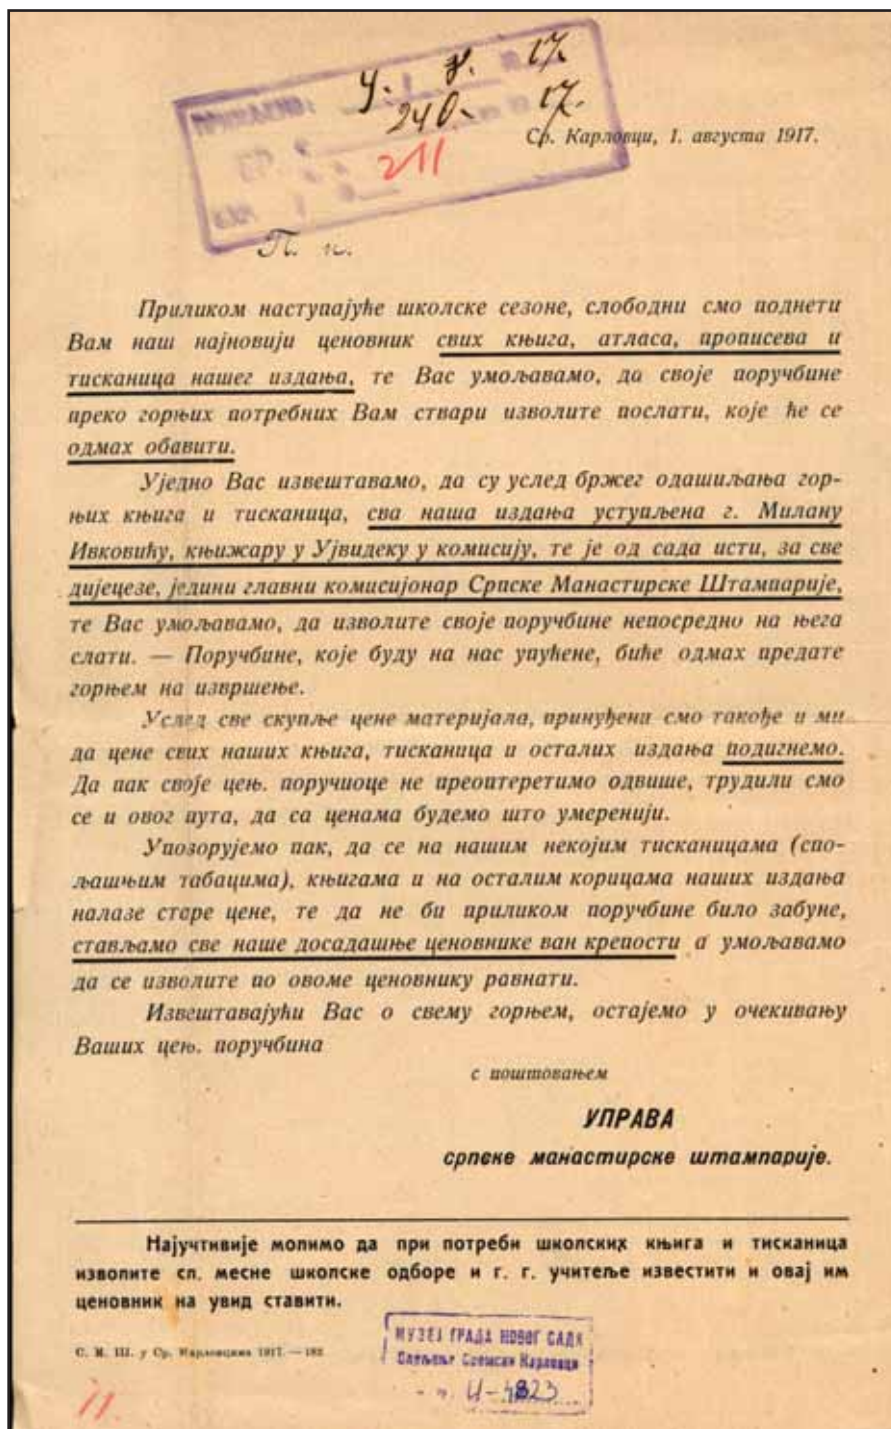 ПРИМЉЕНО:
17.
240. 17.
211
Ср. Карловци, 1. августа 1917.
П. н.
Приликом наступајуће школске сезоне, слободни смо поднети
Вам наш најновији ценовник свих књига, атласа, прописева и
тисканица нашег издања, те Вас умољавамо, да своје поручбине
преко горњих потребних Вам ствари изволите послати, које ће се
одмах обавити.
Уједно Вас извештавамо, да су услед бржег одашиљања гор-
њих књига и тисканица, сва наша издања уступљена г. Милану
Ивковићу, књижару у Ујвидеку у комисију, те је од сада исти, за све
дијецезе, једини главни комисијонар Српске Манастирске Штампарије,
те Вас умољавамо, да изволите своје поручбине непосредно на њега
слати. — Поручбине, које буду на нас упућене, биће одмах предате
горњем на извршење.
Услед све скупље цене материјала, принуђени смо такође и ми
да цене свих наших књига, тисканица и осталих издања подигнемо.
Да пак своје цењ. поручиоце не преоптеретимо одвише, трудили смо
се и овог пута, да са ценама будемо што умеренији.
Упозорујемо пак, да се на нашим некојим тисканицама (спо-
љашњим табацима), књигама и на осталим корицама наших издања
налазе старе цене, те да не би приликом поручбине било забуне,
стављамо све наше досадашње ценовнике ван крепости а умољавамо
да се изволите по овоме ценовнику равнати.
Извештавајући Вас о свему горњем, остајемо у очекивању
Ваших цењ. поручбина
с поштовањем
УПРАВА
српске манастирске штампарије.
Најучтивије молимо да при потреби школских књига и тисканица
изволите сп. месне школске одборе и г. г. учитеље известити и овај им
ценовник на увид ставити.
С. М. Ш. у Ср. Карловцима 1917. — 182
МУЗЕЈ ГРАДА НОВОГ САДА
Одељење Сремски Карловци
И-4823
11.